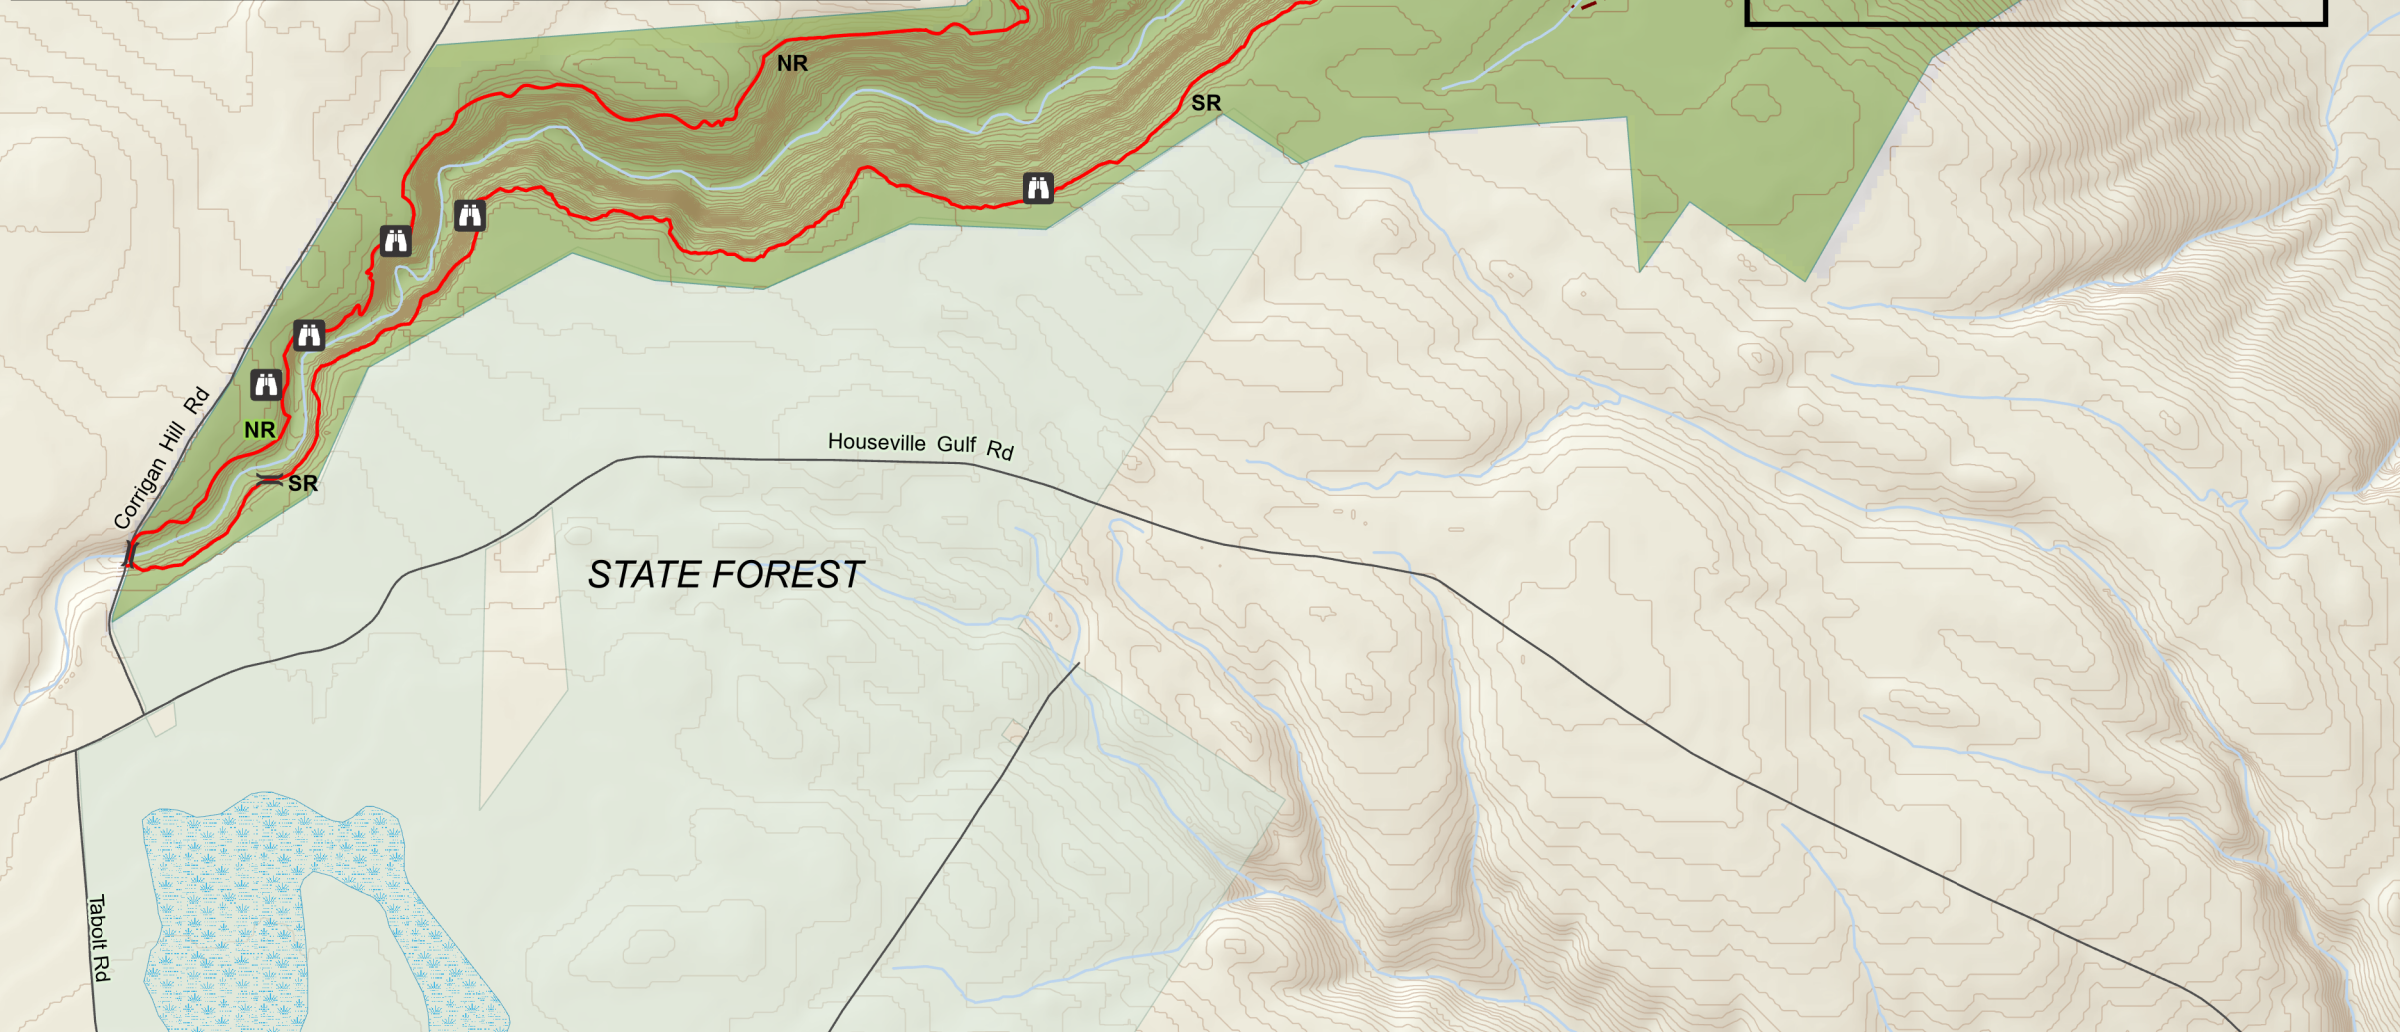 NR
SR
Corrigan Hill Rd
NR
SR
Houseville Gulf Rd
STATE FOREST
Tabolt Rd